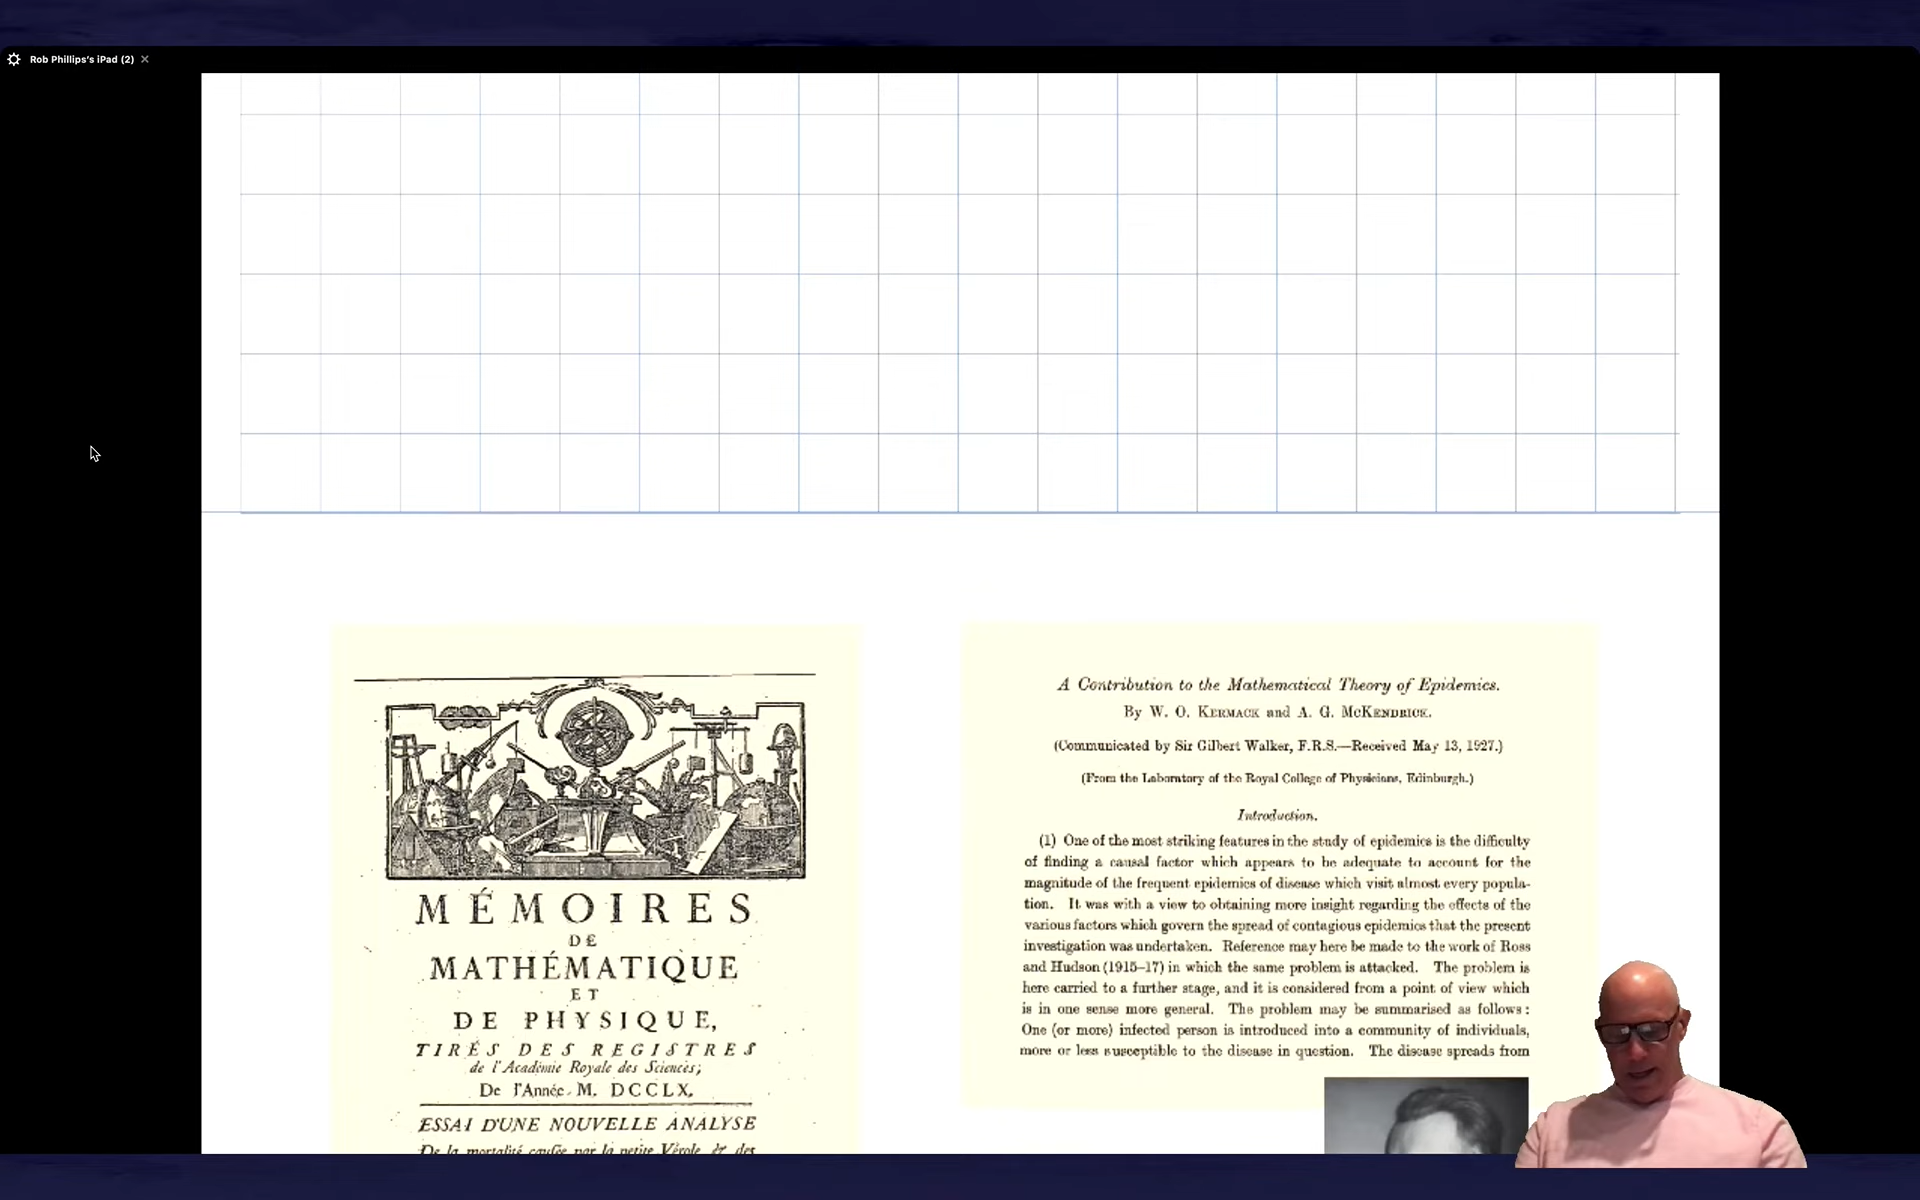 Rob Phillips's iPad (2)
MÉMOIRES
DE
MATHÉMATIQUE
ET
DE PHYSIQUE,
TIRÉS DES REGISTRES
de l'Académie Royale des Sciences;
De l'Année M. DCCLX.
ESSAI D'UNE NOUVELLE ANALYSE
De la mortalité causée par la petite Vérole, & des
A Contribution to the Mathematical Theory of Epidemics.
By W. O. KERMACK and A. G. McKENDRICK.
(Communicated by Sir Gilbert Walker, F.R.S.—Received May 13, 1927.)
(From the Laboratory of the Royal College of Physicians, Edinburgh.)
Introduction.
(1) One of the most striking features in the study of epidemics is the difficulty
of finding a causal factor which appears to be adequate to account for the
magnitude of the frequent epidemics of disease which visit almost every popula-
tion. It was with a view to obtaining more insight regarding the effects of the
various factors which govern the spread of contagious epidemics that the present
investigation was undertaken. Reference may here be made to the work of Ross
and Hudson (1915–17) in which the same problem is attacked. The problem is
here carried to a further stage, and it is considered from a point of view which
is in one sense more general. The problem may be summarised as follows:
One (or more) infected person is introduced into a community of individuals,
more or less susceptible to the disease in question. The disease spreads from